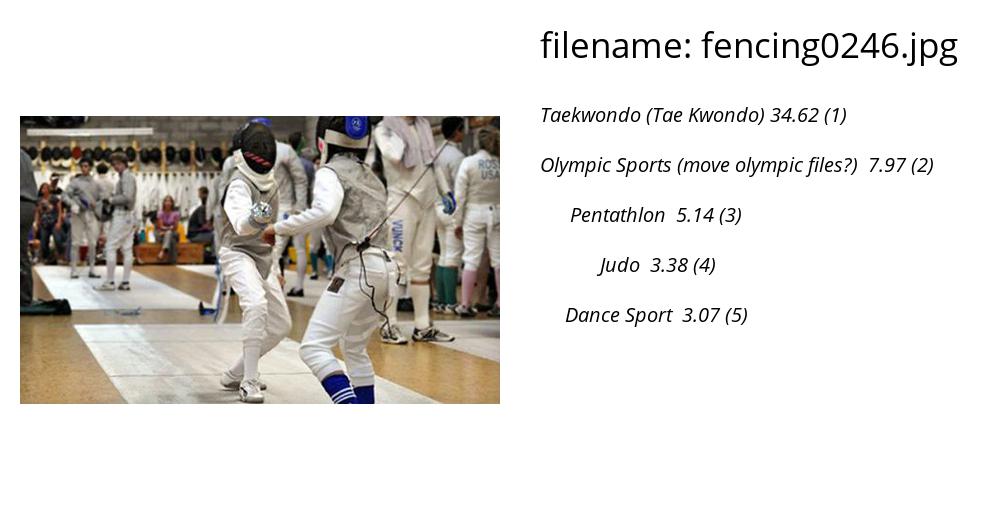 filename: fencing0246.jpg
Taekwondo (Tae Kwondo) 34.62 (1)
Olympic Sports (move olympic files?) 7.97 (2)
Pentathlon 5.14 (3)
Judo 3.38 (4)
Dance Sport 3.07 (5)
ROSS
USA
VUNCK